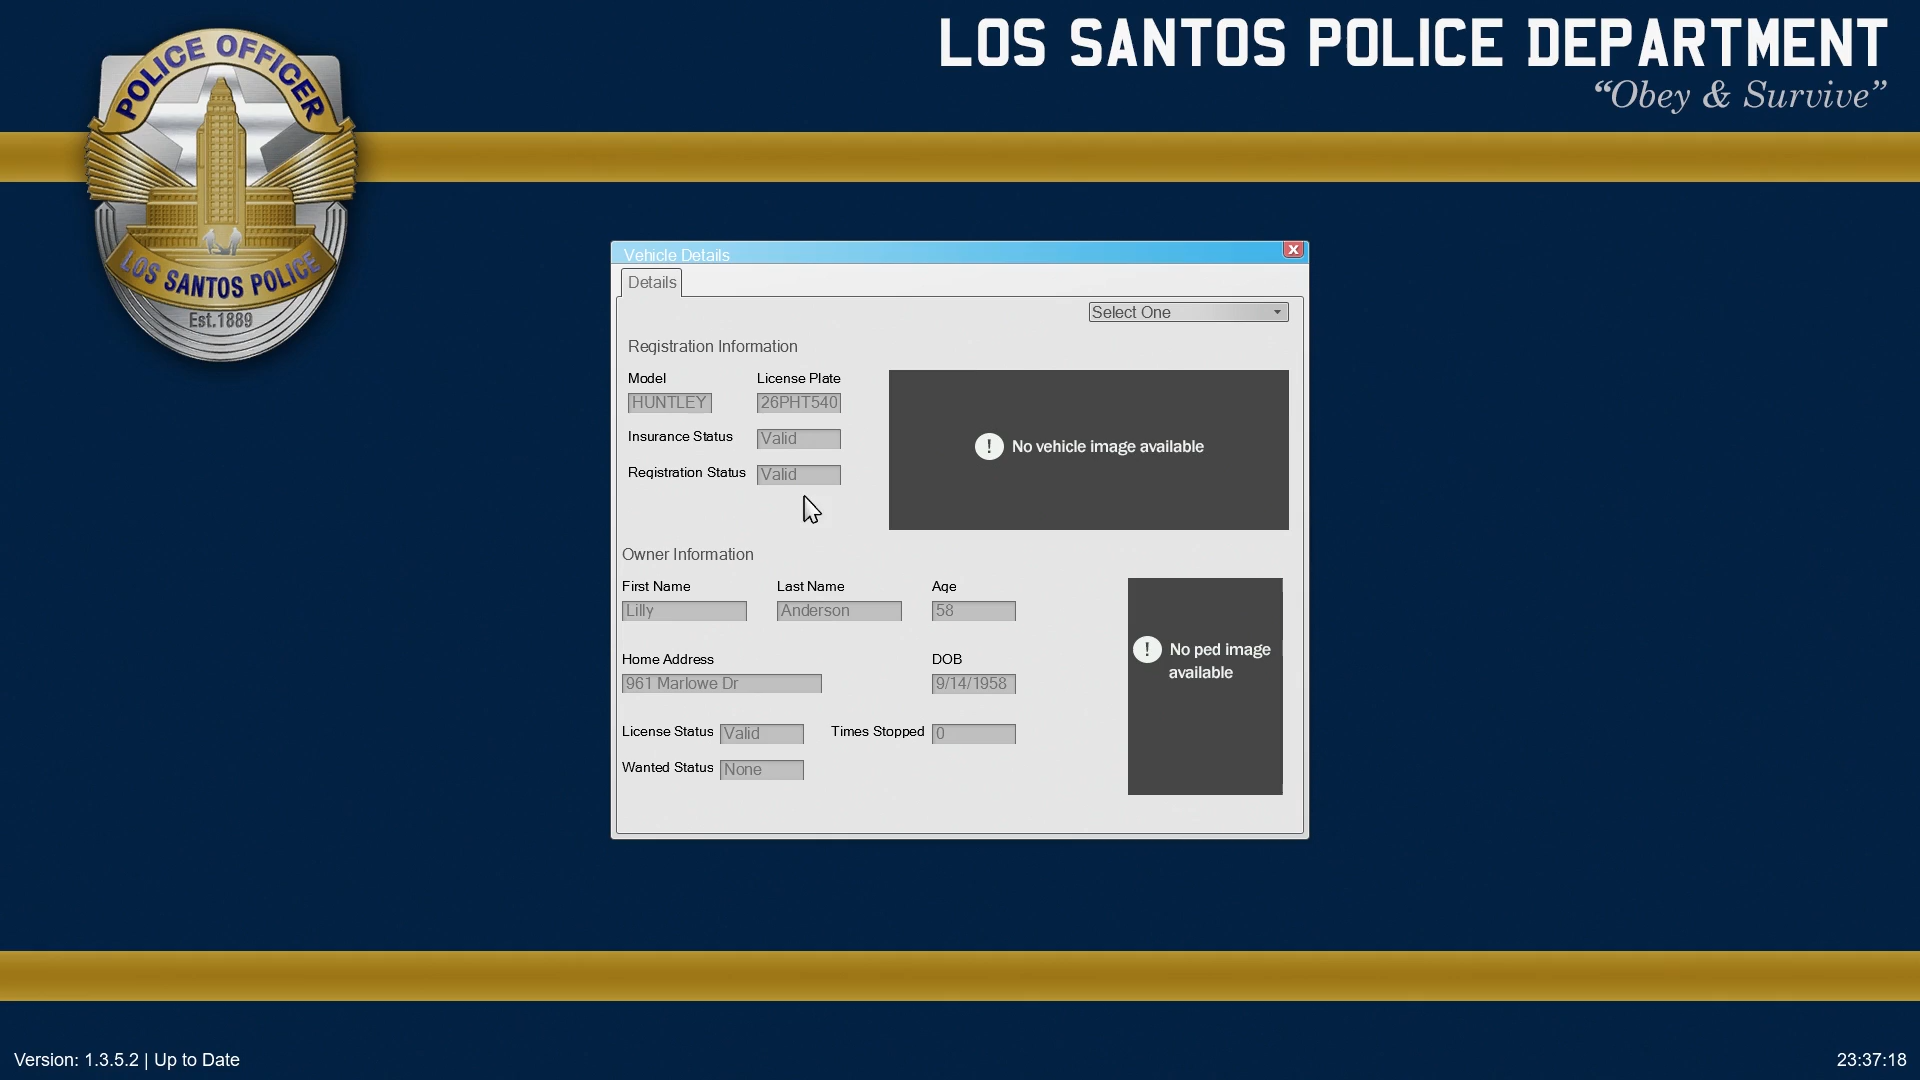 POLICE OFFICER
LOS SANTOS POLICE
Est.1889
LOS SANTOS POLICE DEPARTMENT
“Obey & Survive”
Vehicle Details
X
Details
Select One
Registration Information
Model
License Plate
HUNTLEY
26PHT540
Insurance Status
Valid
Registration Status
Valid
! No vehicle image available
Owner Information
First Name
Last Name
Age
Lilly
Anderson
58
Home Address
DOB
961 Marlowe Dr
9/14/1958
License Status
Valid
Times Stopped
0
Wanted Status
None
! No ped image
available
Version: 1.3.5.2 | Up to Date
23:37:18